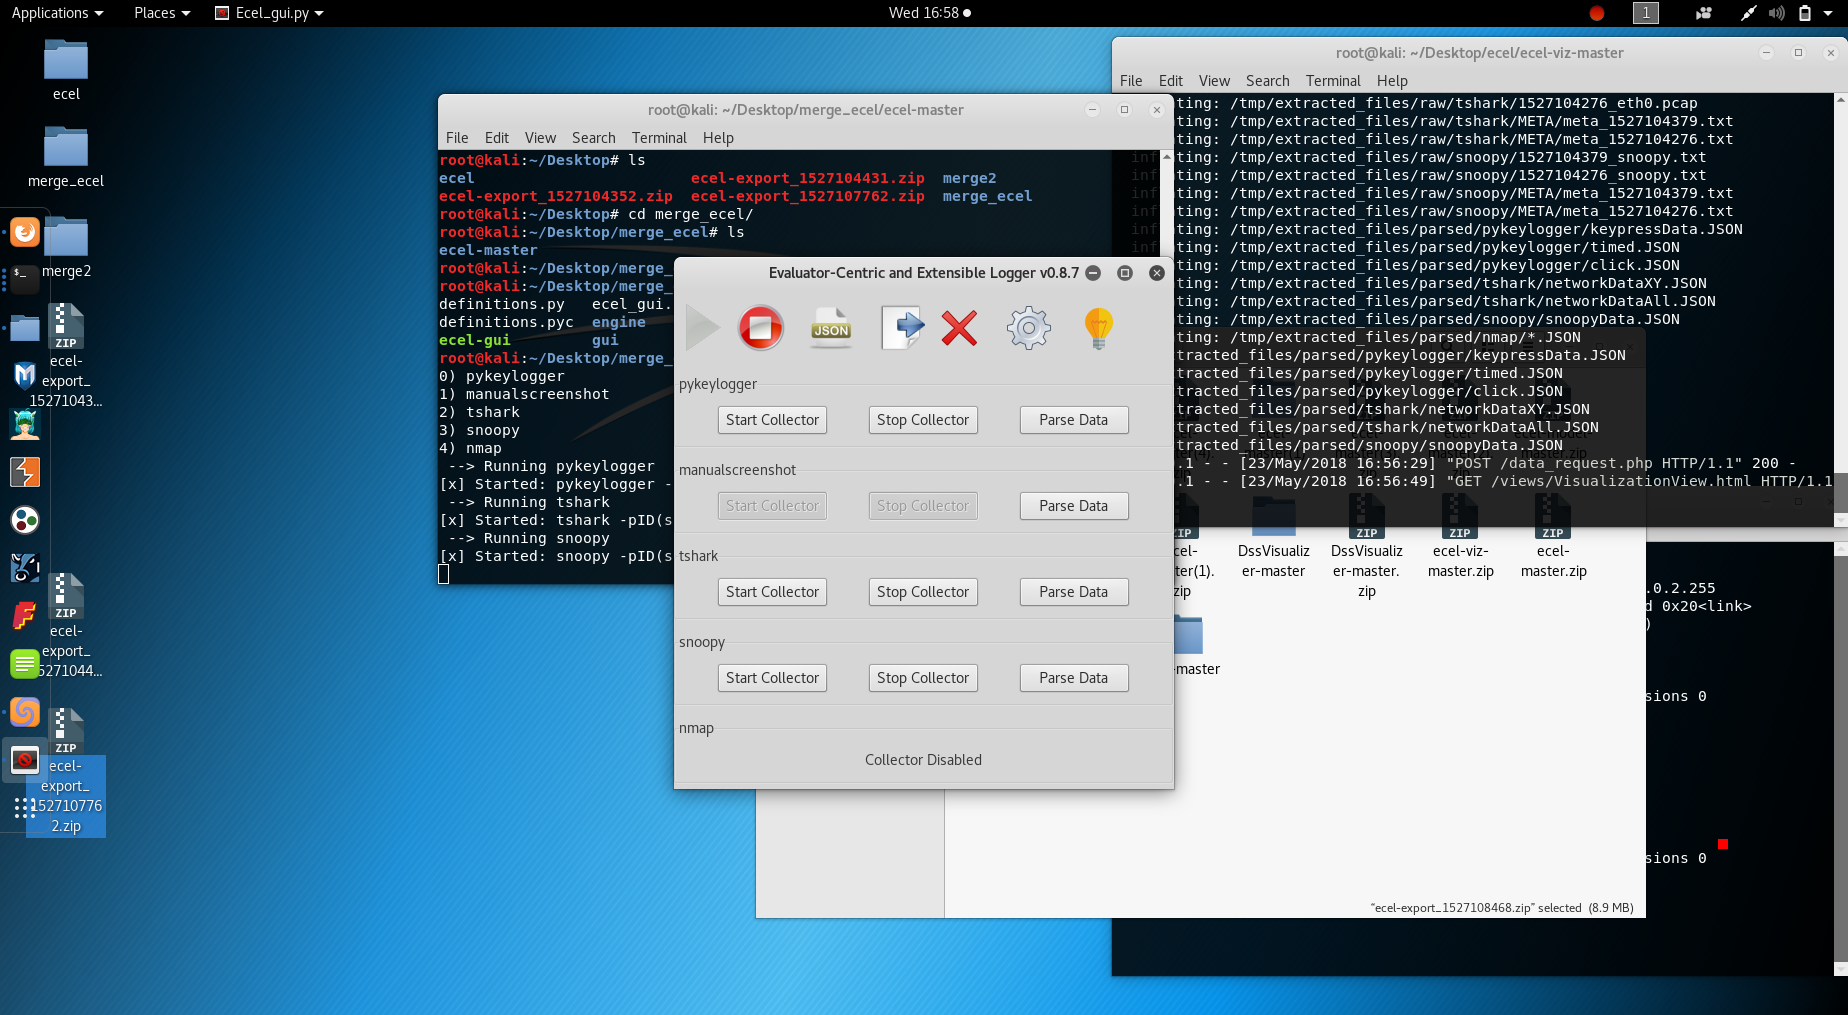 Applications
Places
Ecel_gui.py
Wed 16:58
1
ecel
merge_ecel
merge2
ZIP
ecel-
export_
15271043...
ZIP
ecel-
export_
15271044...
ZIP
ecel-
export_
152710776
2.zip
root@kali: ~/Desktop/merge_ecel/ecel-master
File Edit View Search Terminal Help
root@kali:~/Desktop# ls
ecel ecel-export_1527104431.zip merge2
ecel-export_1527104352.zip ecel-export_1527107762.zip merge_ecel
root@kali:~/Desktop# cd merge_ecel/
root@kali:~/Desktop/merge_ecel# ls
ecel-master
root@kali:~/Desktop/merge_
root@kali:~/Desktop/merge_
definitions.py ecel_gui.
definitions.pyc engine
ecel-gui gui
root@kali:~/Desktop/merge_
0) pykeylogger
1) manualscreenshot
2) tshark
3) snoopy
4) nmap
--> Running pykeylogger
[x] Started: pykeylogger -
--> Running tshark
[x] Started: tshark -pID(s
--> Running snoopy
[x] Started: snoopy -pID(s
Evaluator-Centric and Extensible Logger v0.8.7
JSON
pykeylogger
Start Collector Stop Collector Parse Data
manualscreenshot
Start Collector Stop Collector Parse Data
tshark
Start Collector Stop Collector Parse Data
snoopy
Start Collector Stop Collector Parse Data
nmap
Collector Disabled
root@kali: ~/Desktop/ecel/ecel-viz-master
File Edit View Search Terminal Help
ting: /tmp/extracted_files/raw/tshark/1527104276_eth0.pcap
ting: /tmp/extracted_files/raw/tshark/META/meta_1527104379.txt
ting: /tmp/extracted_files/raw/tshark/META/meta_1527104276.txt
inf ting: /tmp/extracted_files/raw/snoopy/1527104379_snoopy.txt
inf ting: /tmp/extracted_files/raw/snoopy/1527104276_snoopy.txt
inf ting: /tmp/extracted_files/raw/snoopy/META/meta_1527104379.txt
inf ting: /tmp/extracted_files/raw/snoopy/META/meta_1527104276.txt
inf ting: /tmp/extracted_files/parsed/pykeylogger/keypressData.JSON
inf ting: /tmp/extracted_files/parsed/pykeylogger/timed.JSON
ting: /tmp/extracted_files/parsed/pykeylogger/click.JSON
ting: /tmp/extracted_files/parsed/tshark/networkDataXY.JSON
ting: /tmp/extracted_files/parsed/tshark/networkDataAll.JSON
ting: /tmp/extracted_files/parsed/snoopy/snoopyData.JSON
ting: /tmp/extracted_files/parsed/nmap/*.JSON
tracted_files/parsed/pykeylogger/keypressData.JSON
tracted_files/parsed/pykeylogger/timed.JSON
tracted_files/parsed/pykeylogger/click.JSON
tracted_files/parsed/tshark/networkDataXY.JSON
tracted_files/parsed/tshark/networkDataAll.JSON
tracted_files/parsed/snoopy/snoopyData.JSON
.1 - - [23/May/2018 16:56:29] "POST /data_request.php HTTP/1.1" 200 -
.1 - - [23/May/2018 16:56:49] "GET /views/VisualizationView.html HTTP/1.1
ZIP ZIP ZIP ZIP
cel- DssVisualiz DssVisualiz ecel-viz- ecel-
ter(1). er-master er-master. master.zip master.zip
zip zip
-master
"ecel-export_1527108468.zip" selected (8.9 MB)
.0.2.255
d 0x20<link>
)
sions 0
sions 0